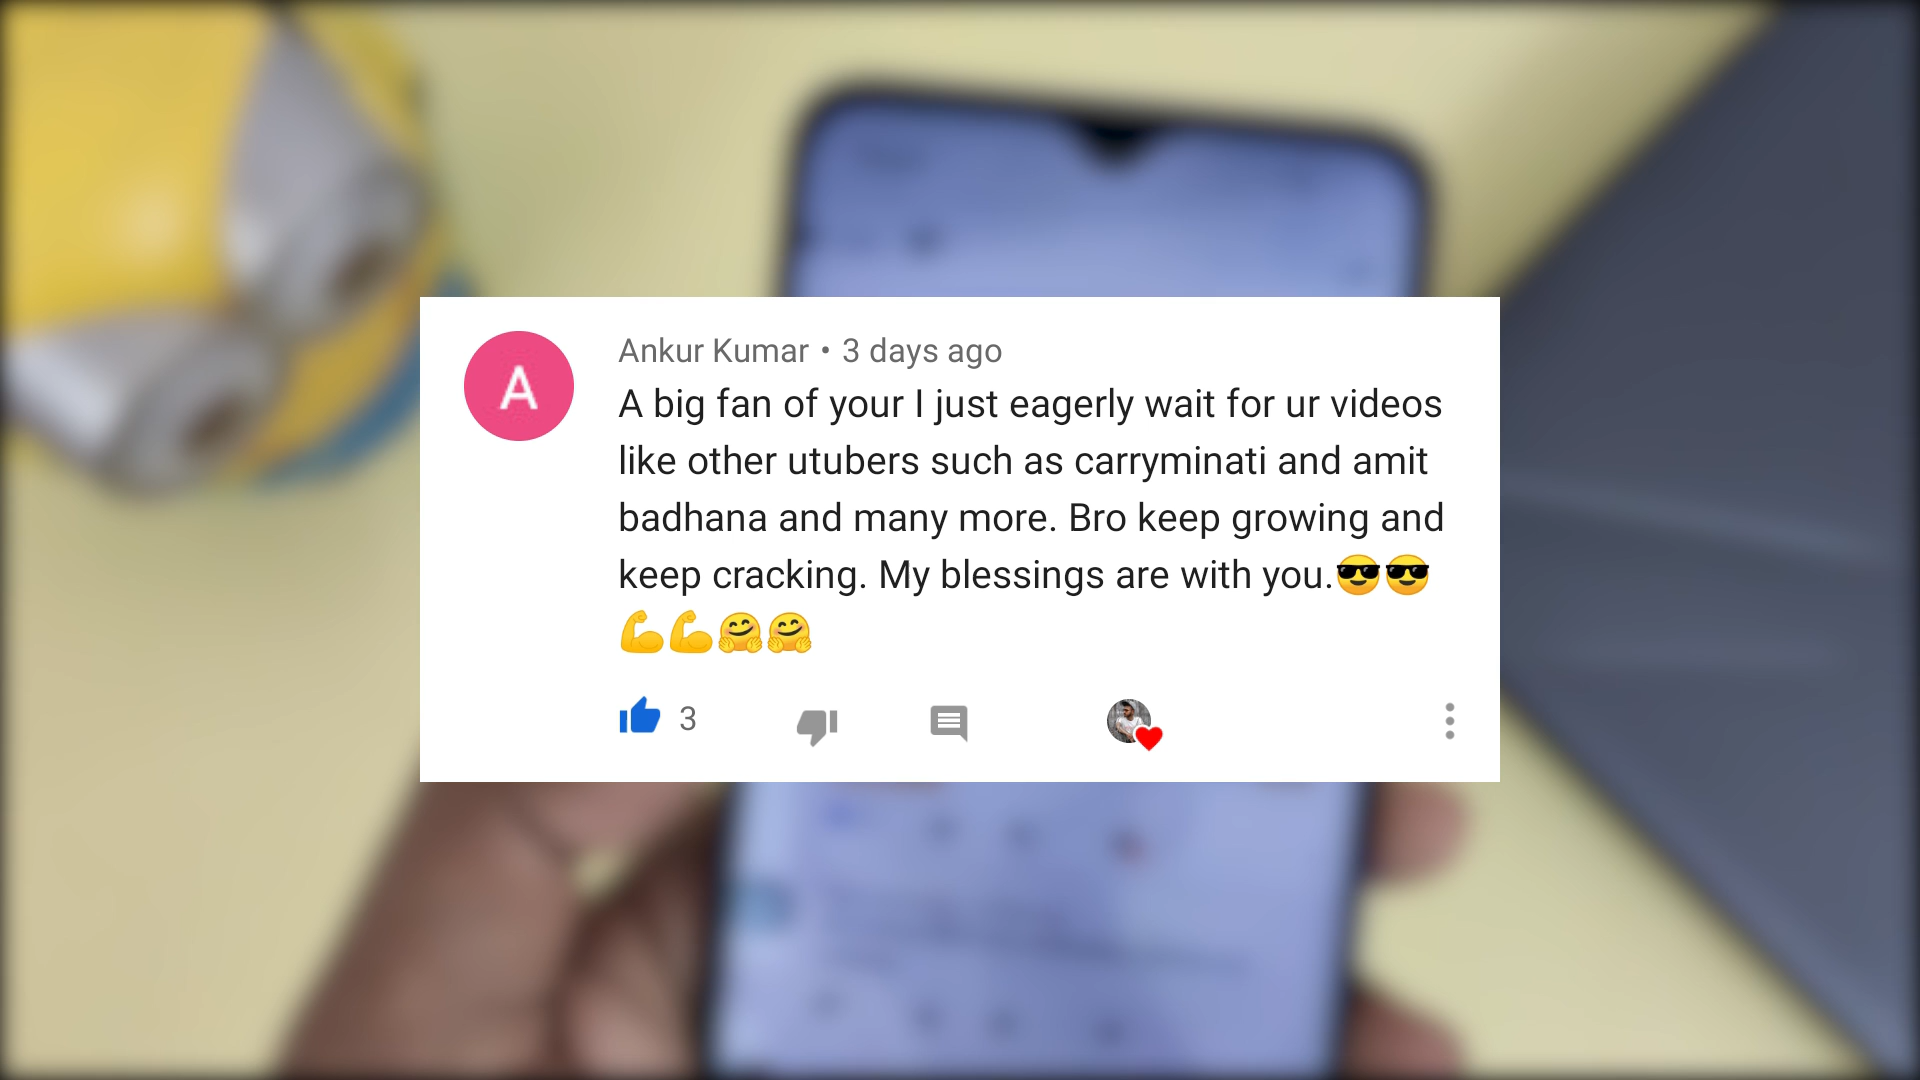 A
Ankur Kumar • 3 days ago
A big fan of your I just eagerly wait for ur videos
like other utubers such as carryminati and amit
badhana and many more. Bro keep growing and
keep cracking. My blessings are with you.😎😎
💪💪🤗🤗
3